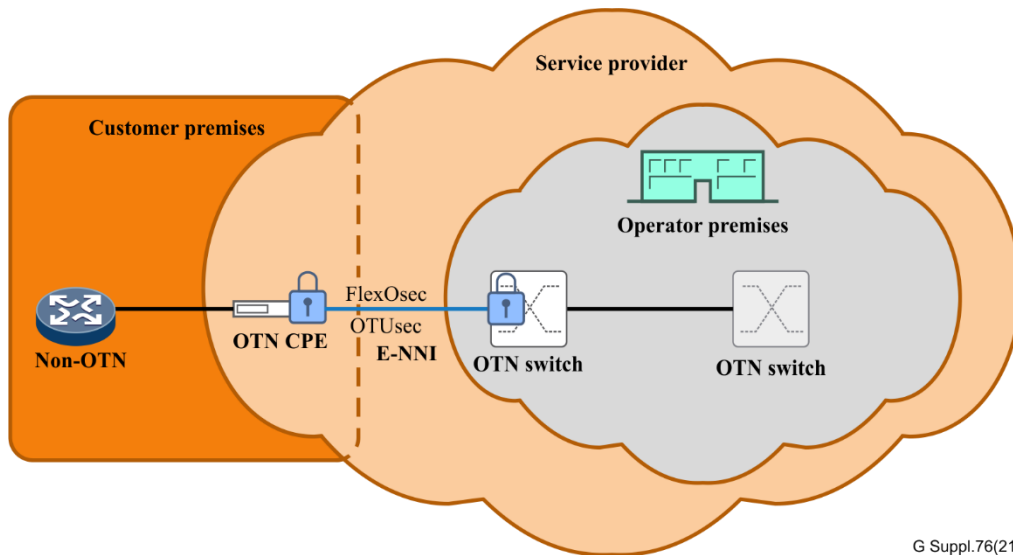 Service provider
Customer premises
Operator premises
FlexOsec
OTUsec
Non-OTN
OTN CPE
E-NNI
OTN switch
OTN switch
G Suppl.76(21